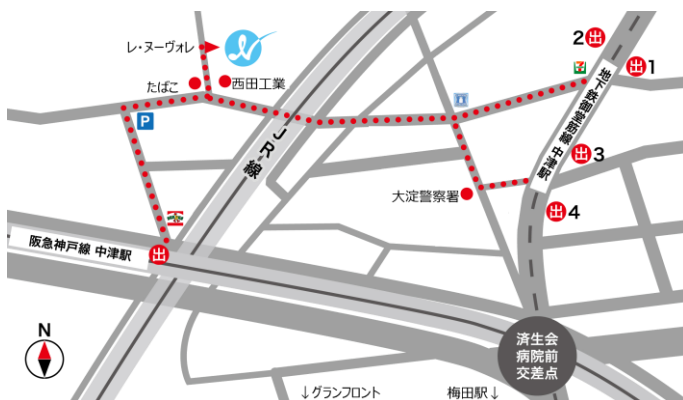 レ・ヌーヴォレ
たばこ
西田工業
P
JR線
2出
出1
地下鉄御堂筋線 中津駅
出3
大淀警察署
出4
阪急神戸線 中津駅
出
N
済生会
病院前
交差点
↓グランフロント
梅田駅↓